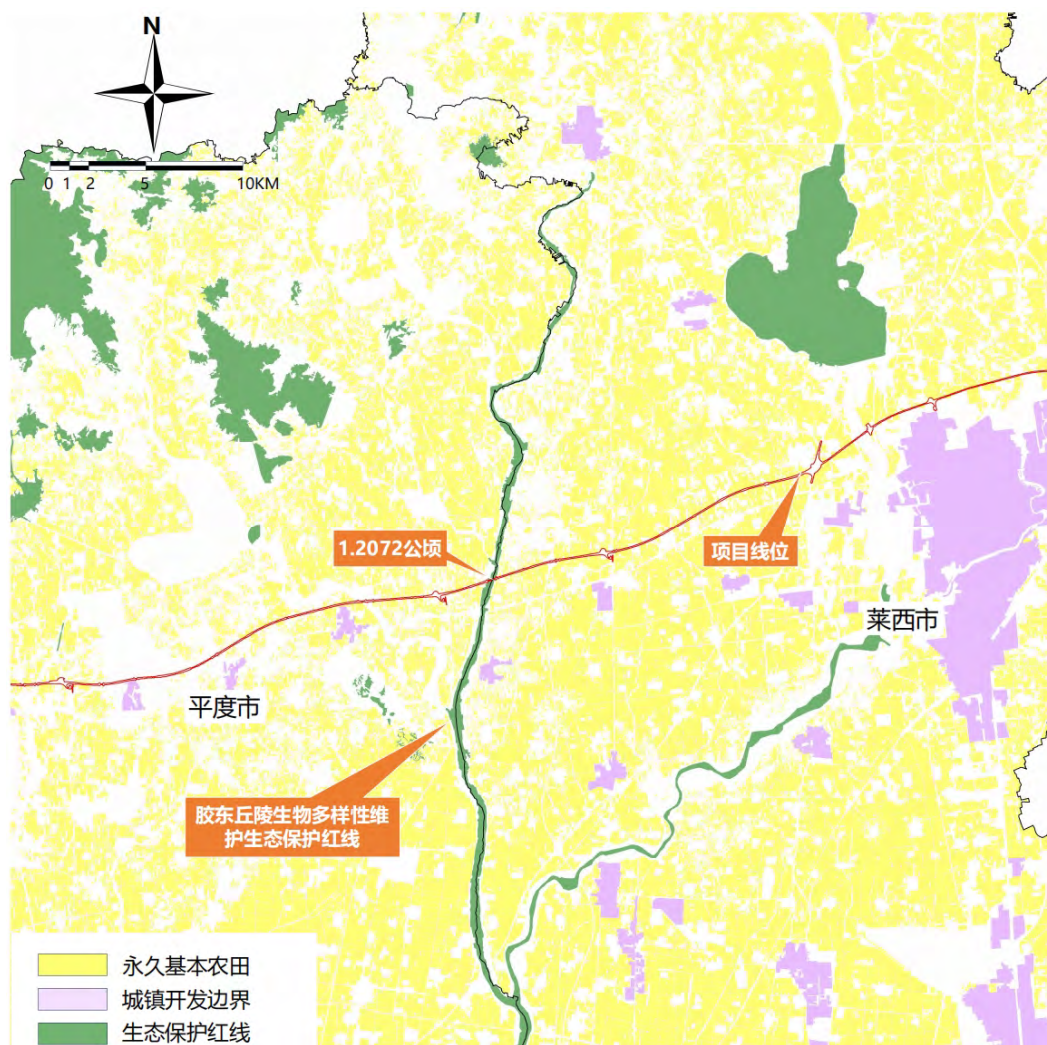 N
0 1 2 5 10KM
1.2072公顷
项目线位
莱西市
平度市
胶东丘陵生物多样性维
护生态保护红线
永久基本农田
城镇开发边界
生态保护红线